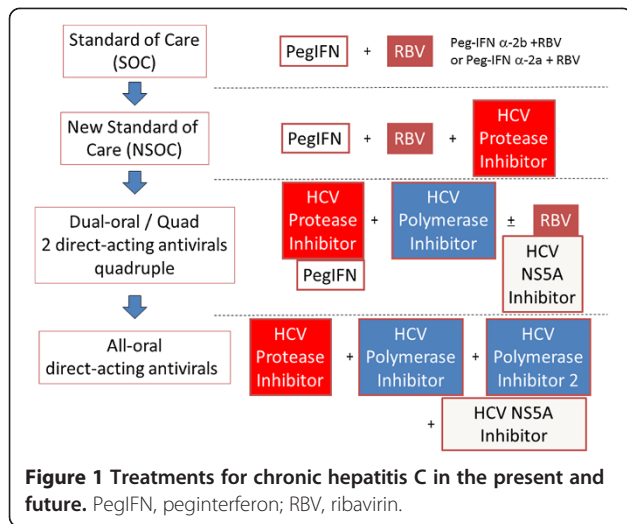 Standard of Care
(SOC)
PegIFN + RBV
Peg-IFN α-2b +RBV
or Peg-IFN α-2a + RBV
New Standard of
Care (NSOC)
PegIFN + RBV +
HCV
Protease
Inhibitor
Dual-oral / Quad
2 direct-acting antivirals
quadruple
HCV
Protease
Inhibitor
PegIFN
+
HCV
Polymerase
Inhibitor
±
RBV
HCV
NS5A
Inhibitor
All-oral
direct-acting antivirals
HCV
Protease
Inhibitor
+
HCV
Polymerase
Inhibitor
+
HCV
Polymerase
Inhibitor 2
+
HCV NS5A
Inhibitor
Figure 1 Treatments for chronic hepatitis C in the present and
future. PegIFN, peginterferon; RBV, ribavirin.